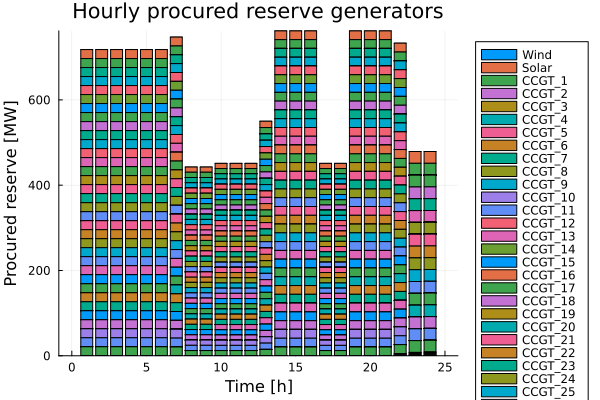 Hourly procured reserve generators
Procured reserve [MW]
600
400
200
0
0
5
10
15
20
25
Time [h]
Wind
Solar
CCGT_1
CCGT_2
CCGT_3
CCGT_4
CCGT_5
CCGT_6
CCGT_7
CCGT_8
CCGT_9
CCGT_10
CCGT_11
CCGT_12
CCGT_13
CCGT_14
CCGT_15
CCGT_16
CCGT_17
CCGT_18
CCGT_19
CCGT_20
CCGT_21
CCGT_22
CCGT_23
CCGT_24
CCGT_25